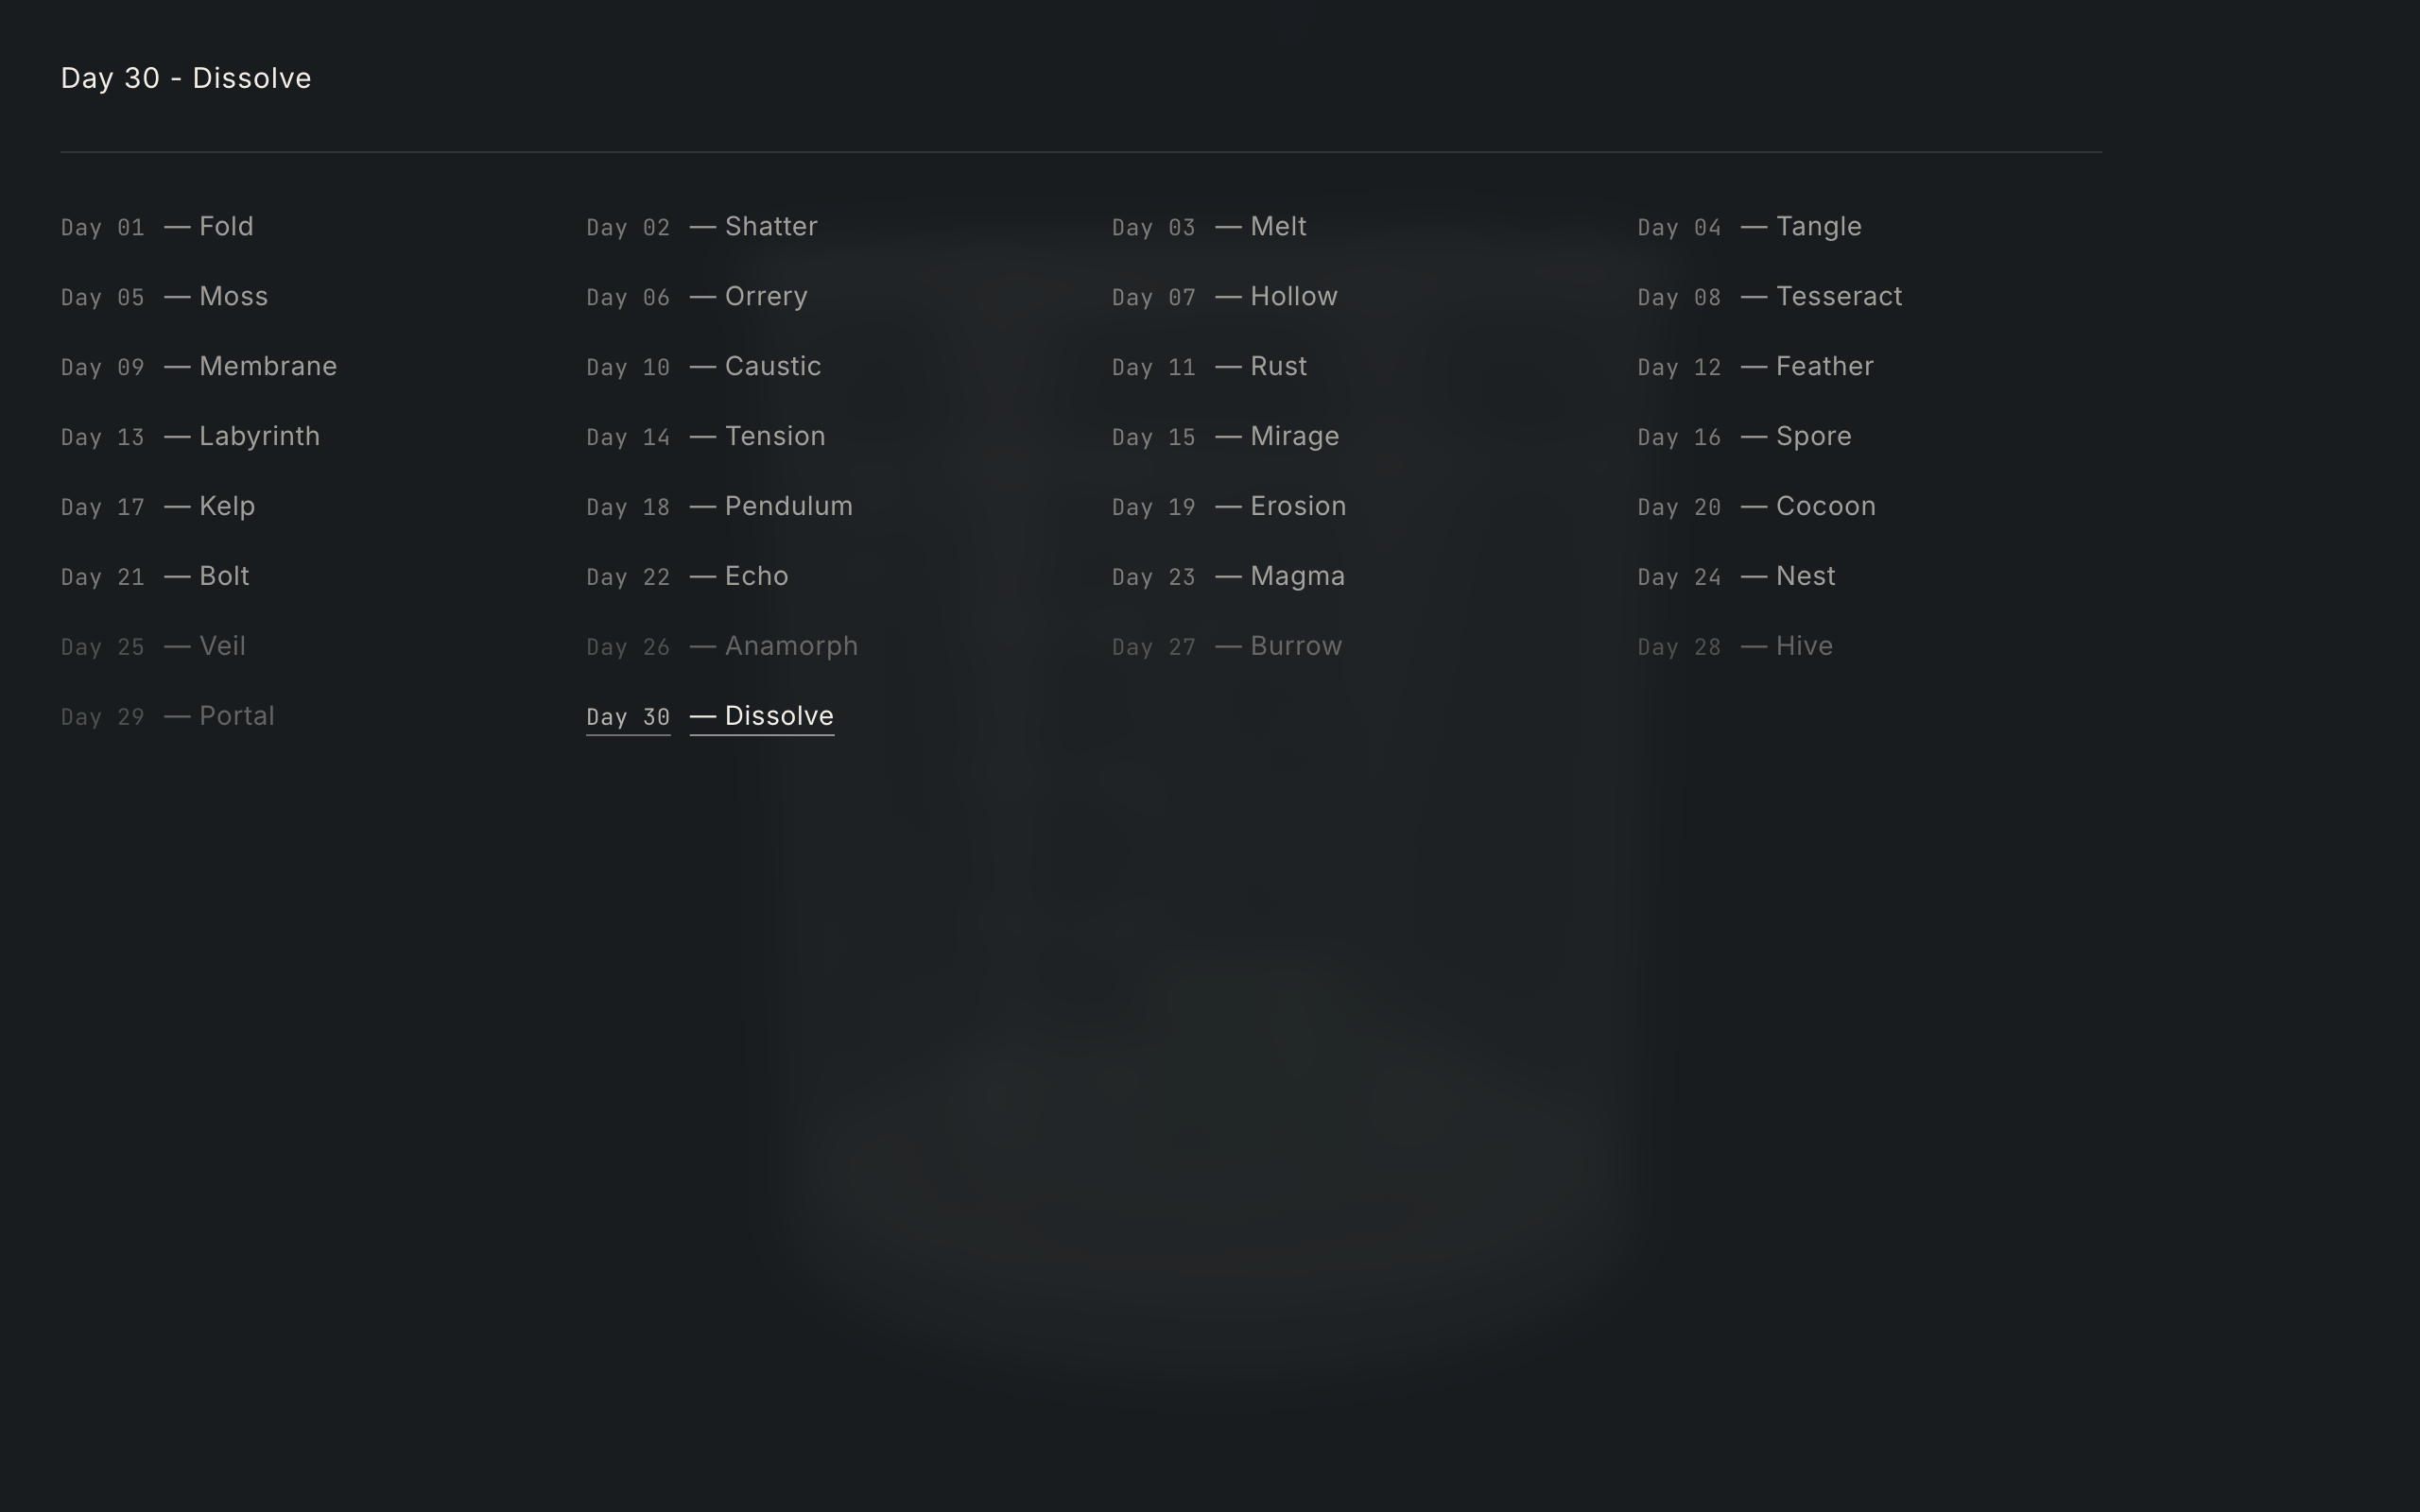 Day 30 - Dissolve
Day 01 — Fold
Day 02 — Shatter
Day 03 — Melt
Day 04 — Tangle
Day 05 — Moss
Day 06 — Orrery
Day 07 — Hollow
Day 08 — Tesseract
Day 09 — Membrane
Day 10 — Caustic
Day 11 — Rust
Day 12 — Feather
Day 13 — Labyrinth
Day 14 — Tension
Day 15 — Mirage
Day 16 — Spore
Day 17 — Kelp
Day 18 — Pendulum
Day 19 — Erosion
Day 20 — Cocoon
Day 21 — Bolt
Day 22 — Echo
Day 23 — Magma
Day 24 — Nest
Day 25 — Veil
Day 26 — Anamorph
Day 27 — Burrow
Day 28 — Hive
Day 29 — Portal
Day 30 — Dissolve